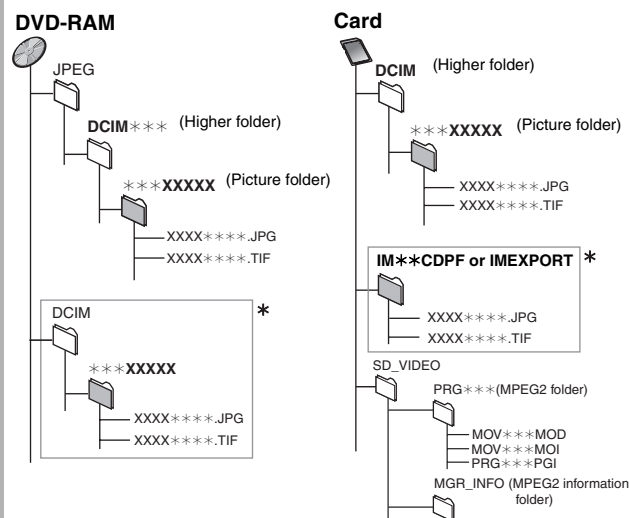 DVD-RAM
JPEG
DCIM∗∗∗ (Higher folder)
∗∗∗XXXXX (Picture folder)
XXXX∗∗∗∗.JPG
XXXX∗∗∗∗.TIF
DCIM
∗
∗∗∗XXXXX
XXXX∗∗∗∗.JPG
XXXX∗∗∗∗.TIF
Card
DCIM (Higher folder)
∗∗∗XXXXX (Picture folder)
XXXX∗∗∗∗.JPG
XXXX∗∗∗∗.TIF
IM∗∗CDPF or IMEXPORT ∗
XXXX∗∗∗∗.JPG
XXXX∗∗∗∗.TIF
SD_VIDEO
PRG∗∗∗(MPEG2 folder)
MOV∗∗∗MOD
MOV∗∗∗MOI
PRG∗∗∗PGI
MGR_INFO (MPEG2 information
folder)